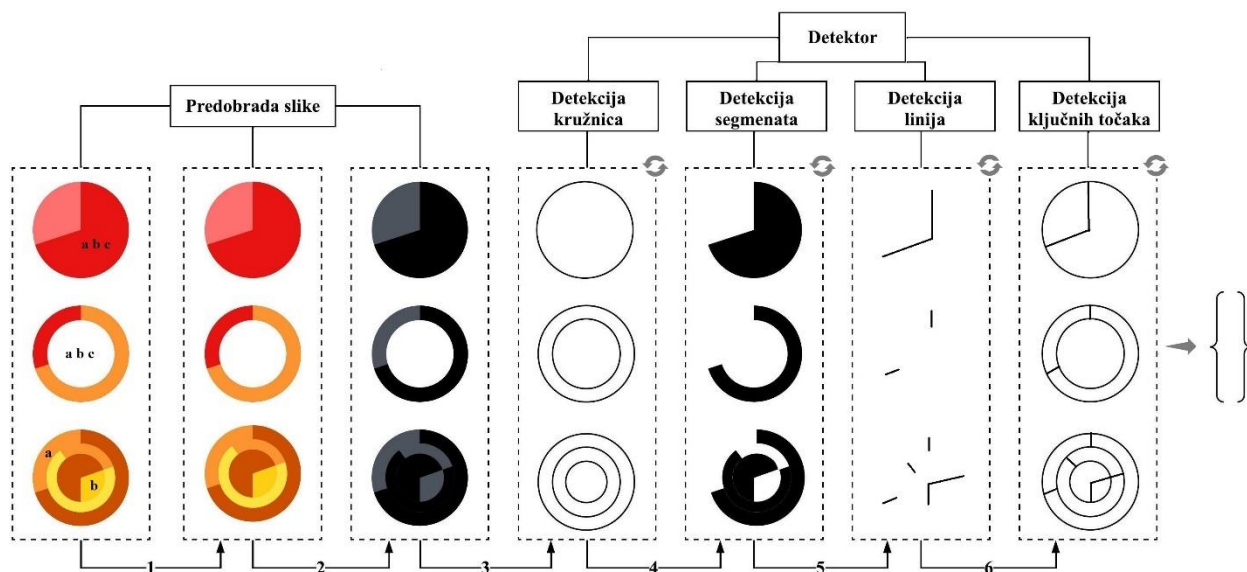 Detektor
Predobrada slike
Detekcija
kružnica
Detekcija
segmenata
Detekcija
linija
Detekcija
ključnih točaka
a b c
a b c
a
b
1
2
3
4
5
6